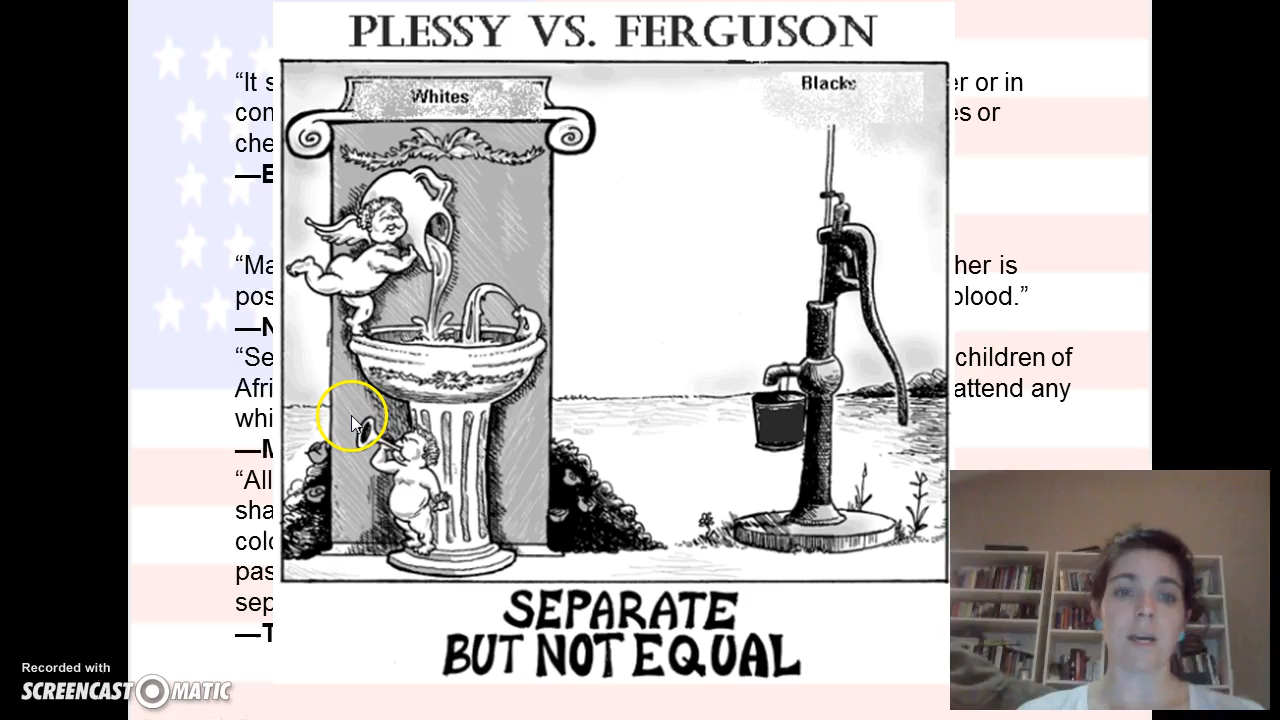 PLESSY VS. FERGUSON
Whites
Blacks
SEPARATE
BUT NOT EQUAL
“It s
er or in
con
es or
che
—E
“Ma
her is
pos
blood.”
—N
“Se
children of
Afri
attend any
whi
—M
“All
sha
colo
pas
sep
—T
Recorded with
SCREENCAST MATIC